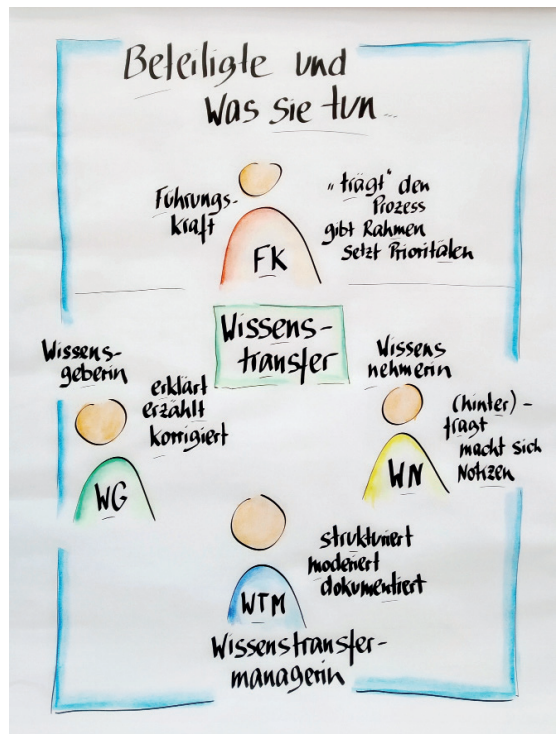 Beteiligte und
Was sie tun...
Führungs-
kraft
FK
"trägt" den
Prozess
gibt Rahmen
setzt Prioritäten
Wissens-
transfer
Wissens-
geberin
erklärt
erzählt
korrigiert
WG
Wissens
nehmerin
(hinter)-
fragt
macht sich
Notizen
WN
strukturiert
moderiert
dokumentiert
WTM
Wissenstransfer-
managerin